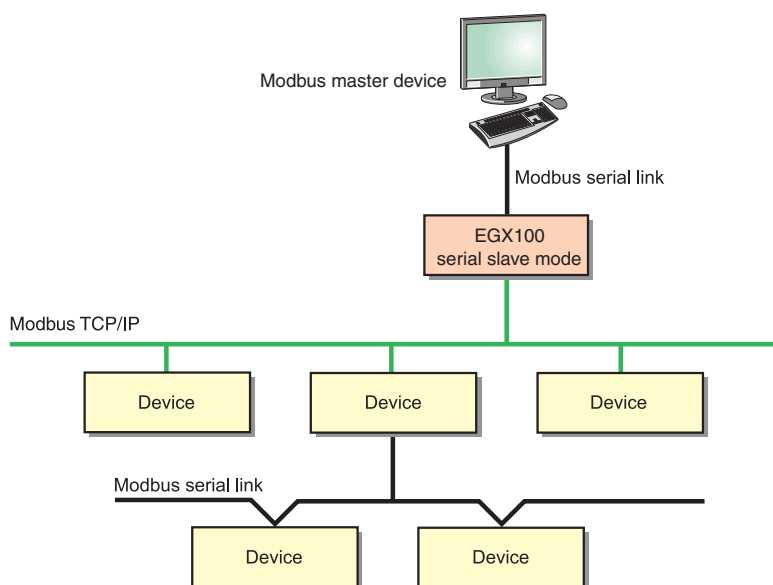 Modbus master device
Modbus serial link
EGX100
serial slave mode
Modbus TCP/IP
Device
Device
Device
Modbus serial link
Device
Device